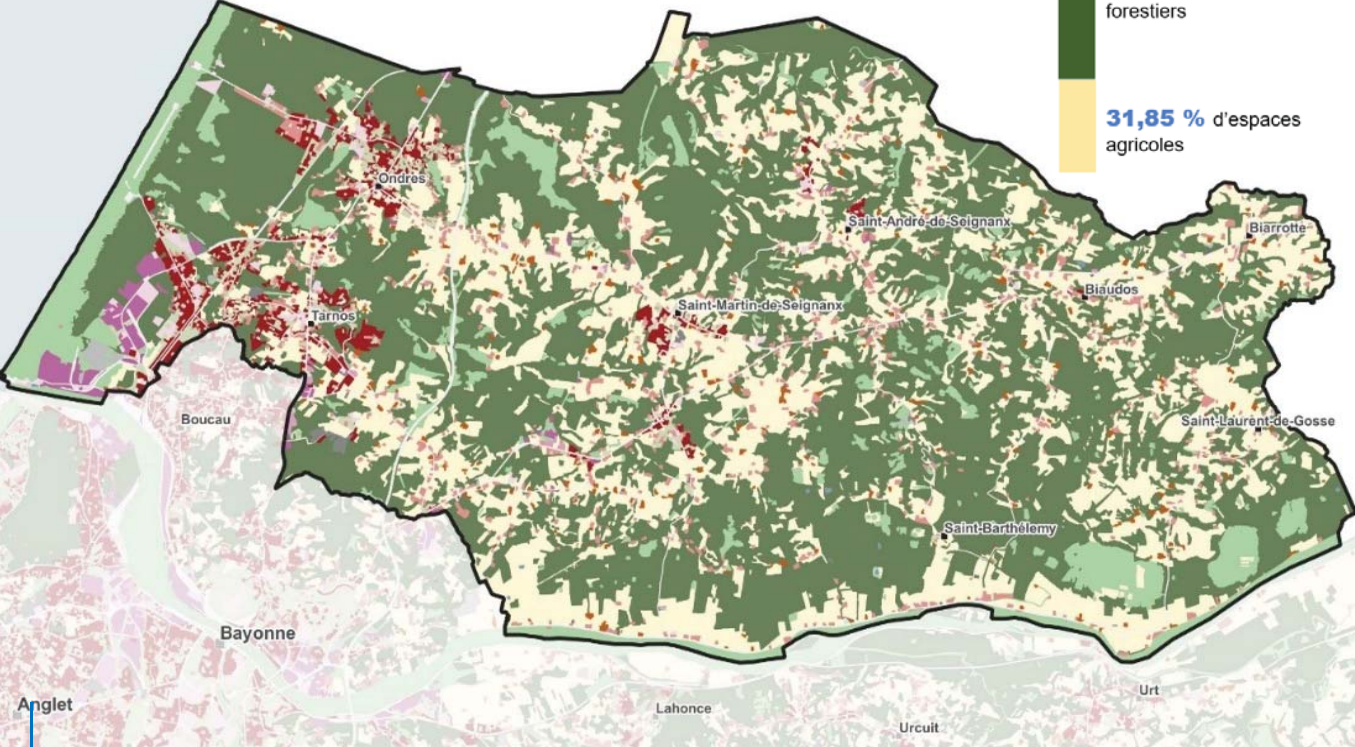 forestiers
31,85 % d'espaces
agricoles
Ondres
Saint-André-de-Seignanx
Biarrotte
Biaudos
Saint-Martin-de-Seignanx
Tarnos
Boucau
Saint-Laurent-de-Gosse
Saint-Barthélemy
Bayonne
Urt
Anglet
Lahonce
Urcuit